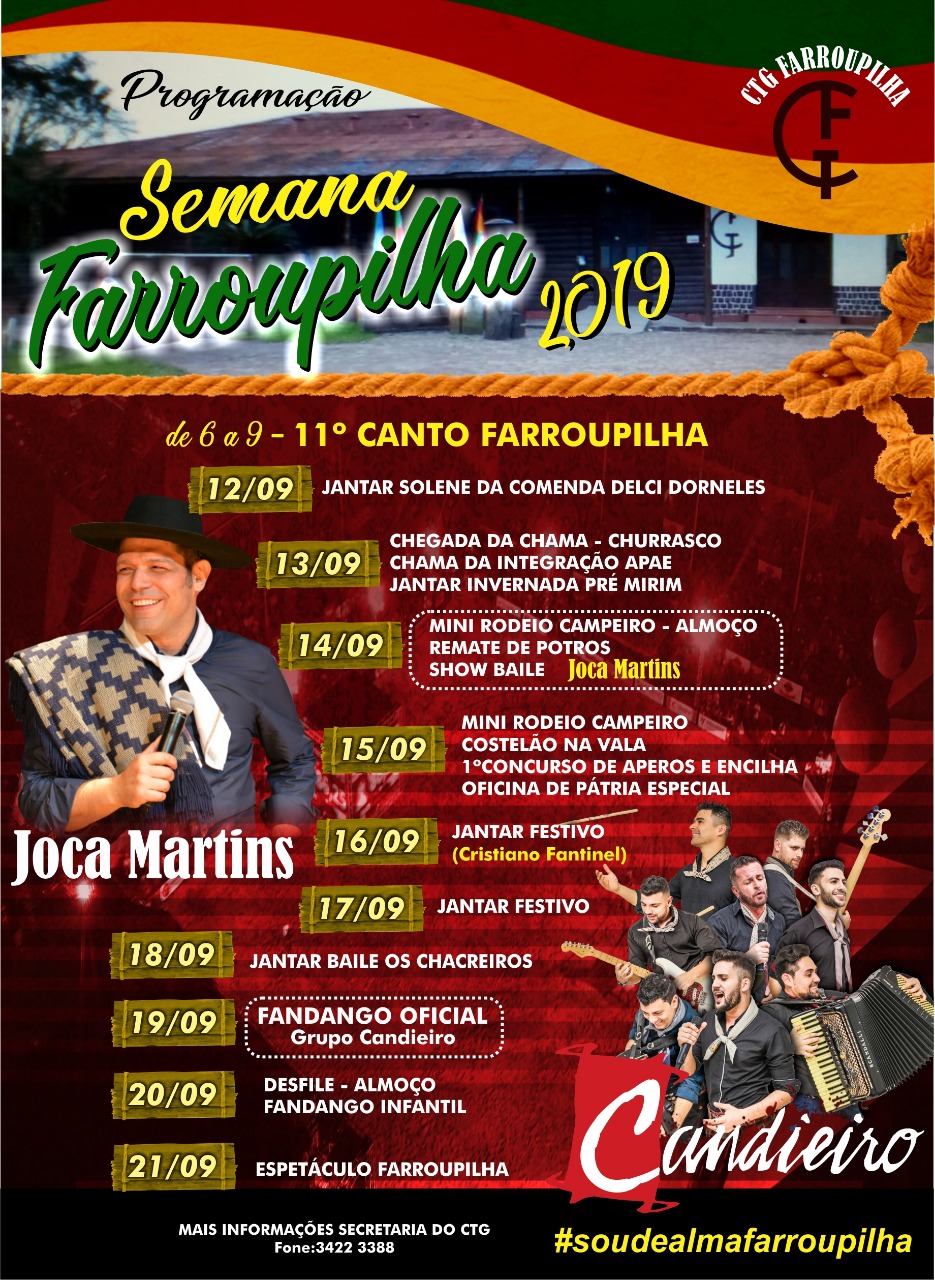 CTG FARROUPILHA
CTG
Programação
Semana
Farroupilha
2019
de 6 a 9 - 11º CANTO FARROUPILHA
12/09 JANTAR SOLENE DA COMENDA DELCI DORNELES
13/09
CHEGADA DA CHAMA - CHURRASCO
CHAMA DA INTEGRAÇÃO APAE
JANTAR INVERNADA PRÉ MIRIM
14/09
MINI RODEIO CAMPEIRO - ALMOÇO
REMATE DE POTROS
SHOW BAILE Joca Martins
15/09
MINI RODEIO CAMPEIRO
COSTELÃO NA VALA
1ºCONCURSO DE APEROS E ENCILHA
OFICINA DE PÁTRIA ESPECIAL
Joca Martins
16/09
JANTAR FESTIVO
(Cristiano Fantinel)
17/09 JANTAR FESTIVO
18/09 JANTAR BAILE OS CHACREIROS
19/09
FANDANGO OFICIAL
Grupo Candieiro
20/09
DESFILE - ALMOÇO
FANDANGO INFANTIL
21/09 ESPETÁCULO FARROUPILHA
SCANDALLI
Candieiro
MAIS INFORMAÇÕES SECRETARIA DO CTG
Fone:3422 3388
#soudealmafarroupilha